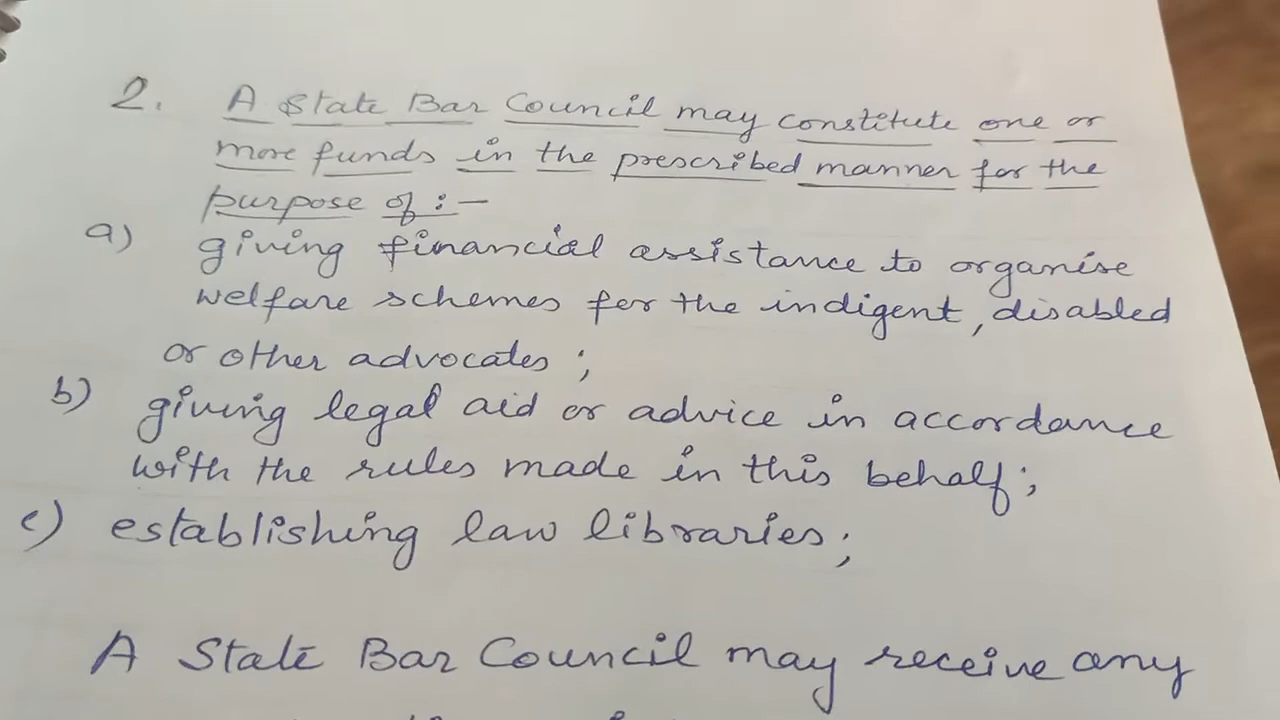 2. A State Bar Council may constitute one or
more funds in the prescribed manner for the
purpose of :-
a) giving financial assistance to organise
welfare schemes for the indigent, disabled
or other advocates ;
b) giving legal aid or advice in accordance
with the rules made in this behalf;
c) establishing law libraries;
A State Bar Council may receive any